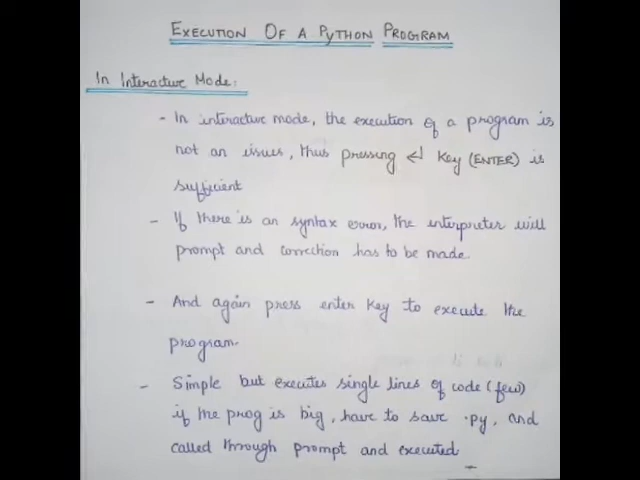 EXECUTION OF A PYTHON PROGRAM
In Interactive Mode:
- In interactive mode, the execution of a program is
not an issues, thus pressing ↵ Key (ENTER) is
sufficient
- If there is an syntax error, the interpreter will
prompt and correction has to be made.
- And again press enter Key to execute the
program.
- Simple but executes single lines of code (few)
if the prog is big, have to save .py, and
called through prompt and executed